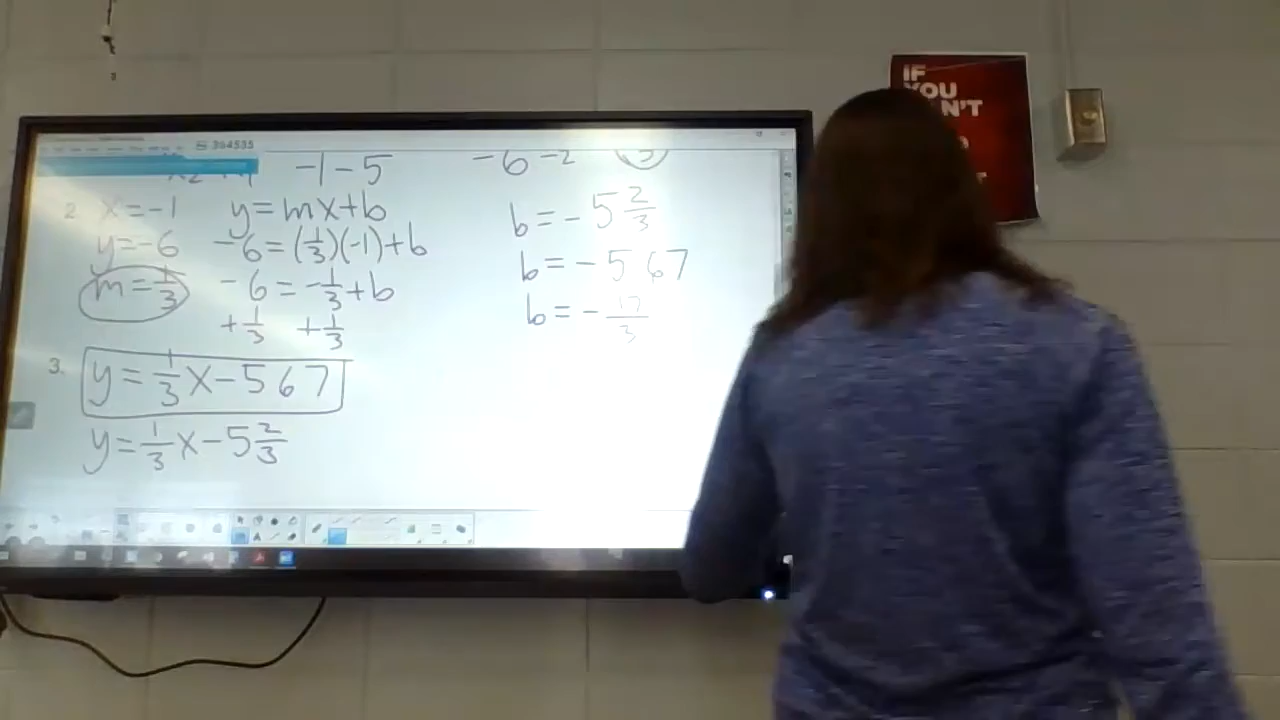 364535
-1-5
-6 -2
2. x=-1 y=mx+b
y=-6 -6=(1/3)(-1)+b
m=1/3 -6=-1/3+b
+1/3 +1/3
3. y=1/3x-5 67
y=1/3x-5 2/3
b=-5 2/3
b=-5 67
b=-17/3
IF
YOU
N'T